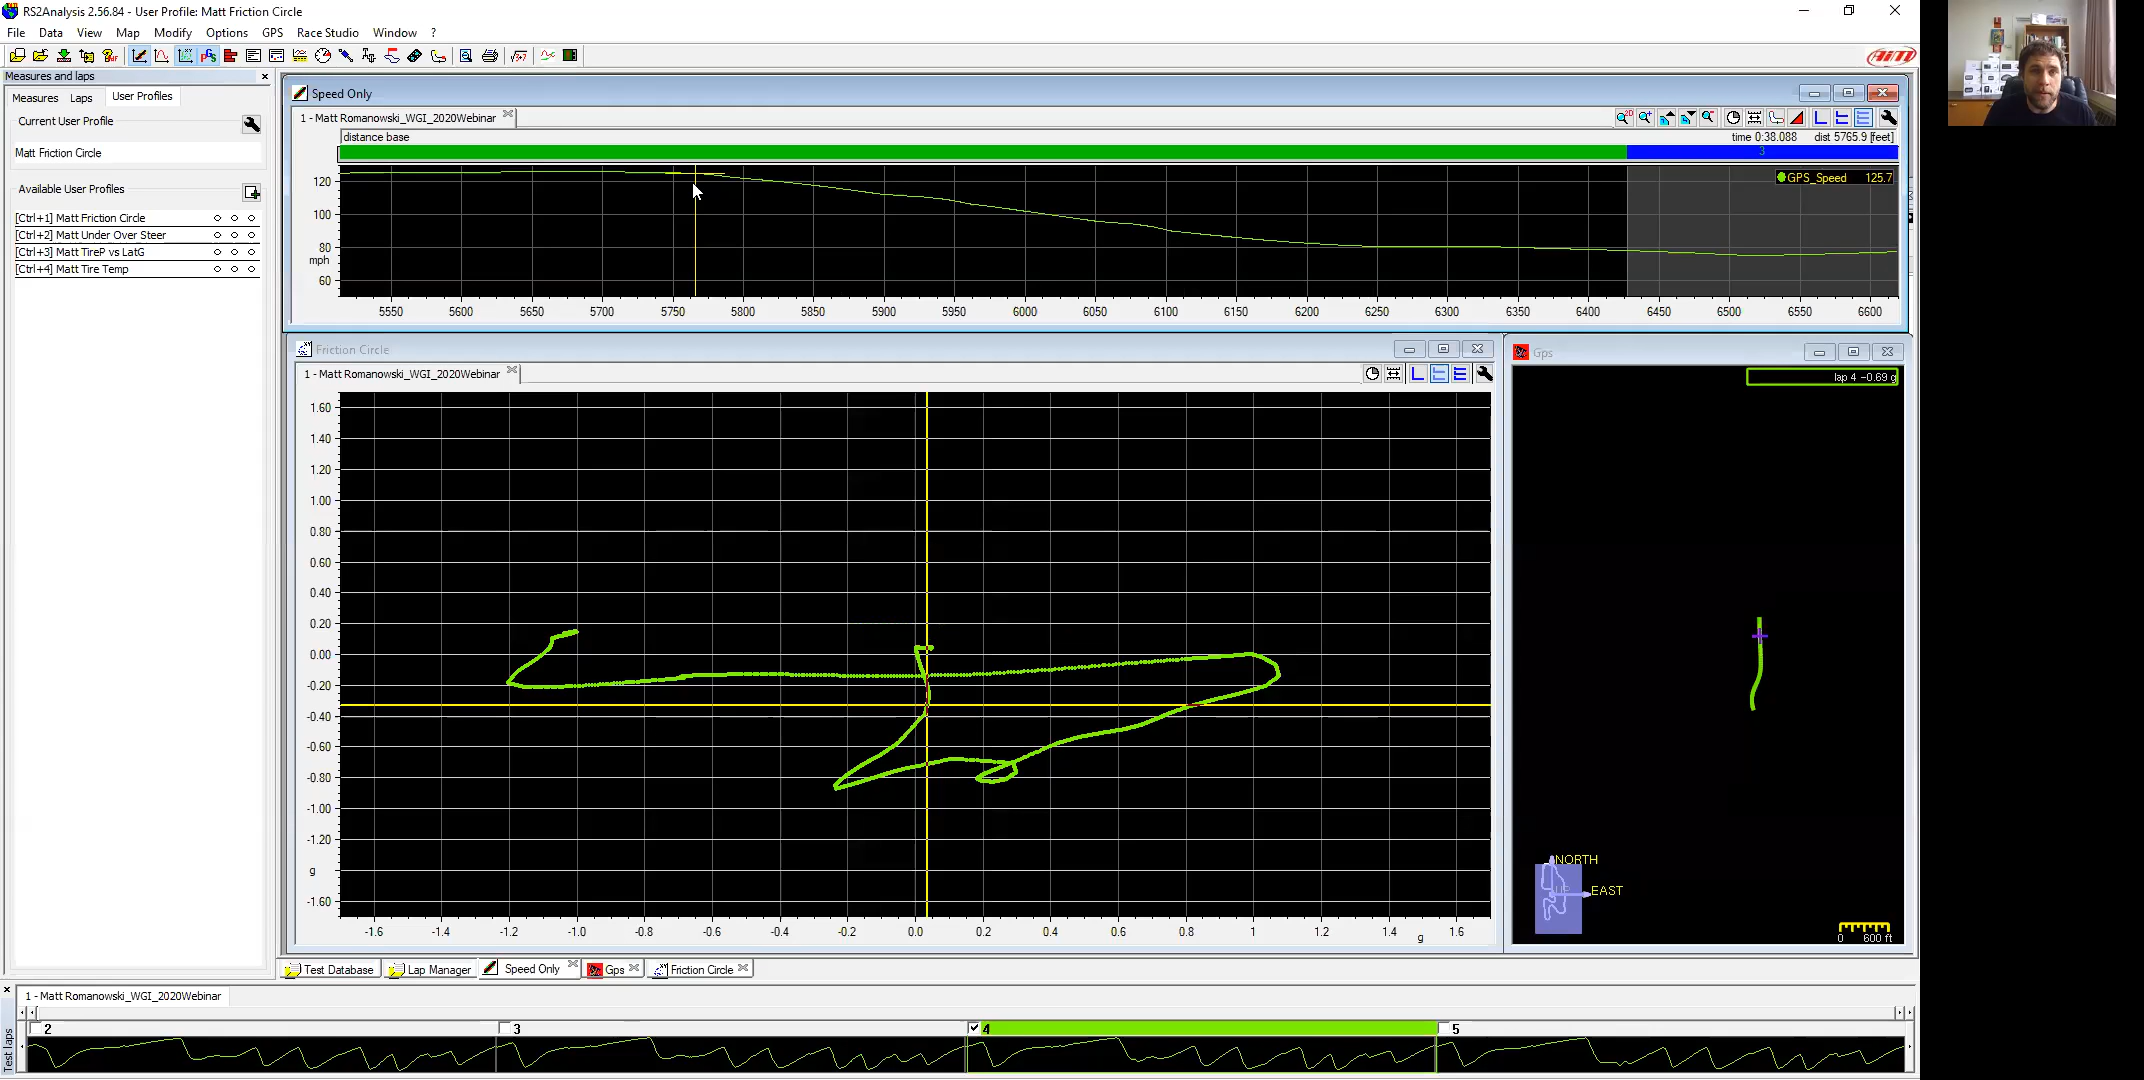 RS2Analysis 2.56.84 - User Profile: Matt Friction Circle
File Data View Map Modify Options GPS Race Studio Window ?
AiM
Measures and laps
Measures Laps User Profiles
Current User Profile
Matt Friction Circle
Available User Profiles
[Ctrl+1] Matt Friction Circle
[Ctrl+2] Matt Under Over Steer
[Ctrl+3] Matt TireP vs LatG
[Ctrl+4] Matt Tire Temp
Speed Only
1 - Matt Romanowski_WGI_2020Webinar
distance base
time 0:38.088 dist 5765.9 [feet]
3
GPS_Speed 125.7
120
100
80
mph
60
5550 5600 5650 5700 5750 5800 5850 5900 5950 6000 6050 6100 6150 6200 6250 6300 6350 6400 6450 6500 6550 6600
Friction Circle
1 - Matt Romanowski_WGI_2020Webinar
1.60
1.40
1.20
1.00
0.80
0.60
0.40
0.20
0.00
-0.20
-0.40
-0.60
-0.80
-1.00
-1.20
g
-1.60
-1.6 -1.4 -1.2 -1.0 -0.8 -0.6 -0.4 -0.2 0.0 0.2 0.4 0.6 0.8 1 1.2 1.4 1.6
g
Gps
lap 4 -0.69 g
NORTH
EAST
0 600 ft
Test Database Lap Manager Speed Only Gps Friction Circle
1 - Matt Romanowski_WGI_2020Webinar
Test laps
2 3 4 5